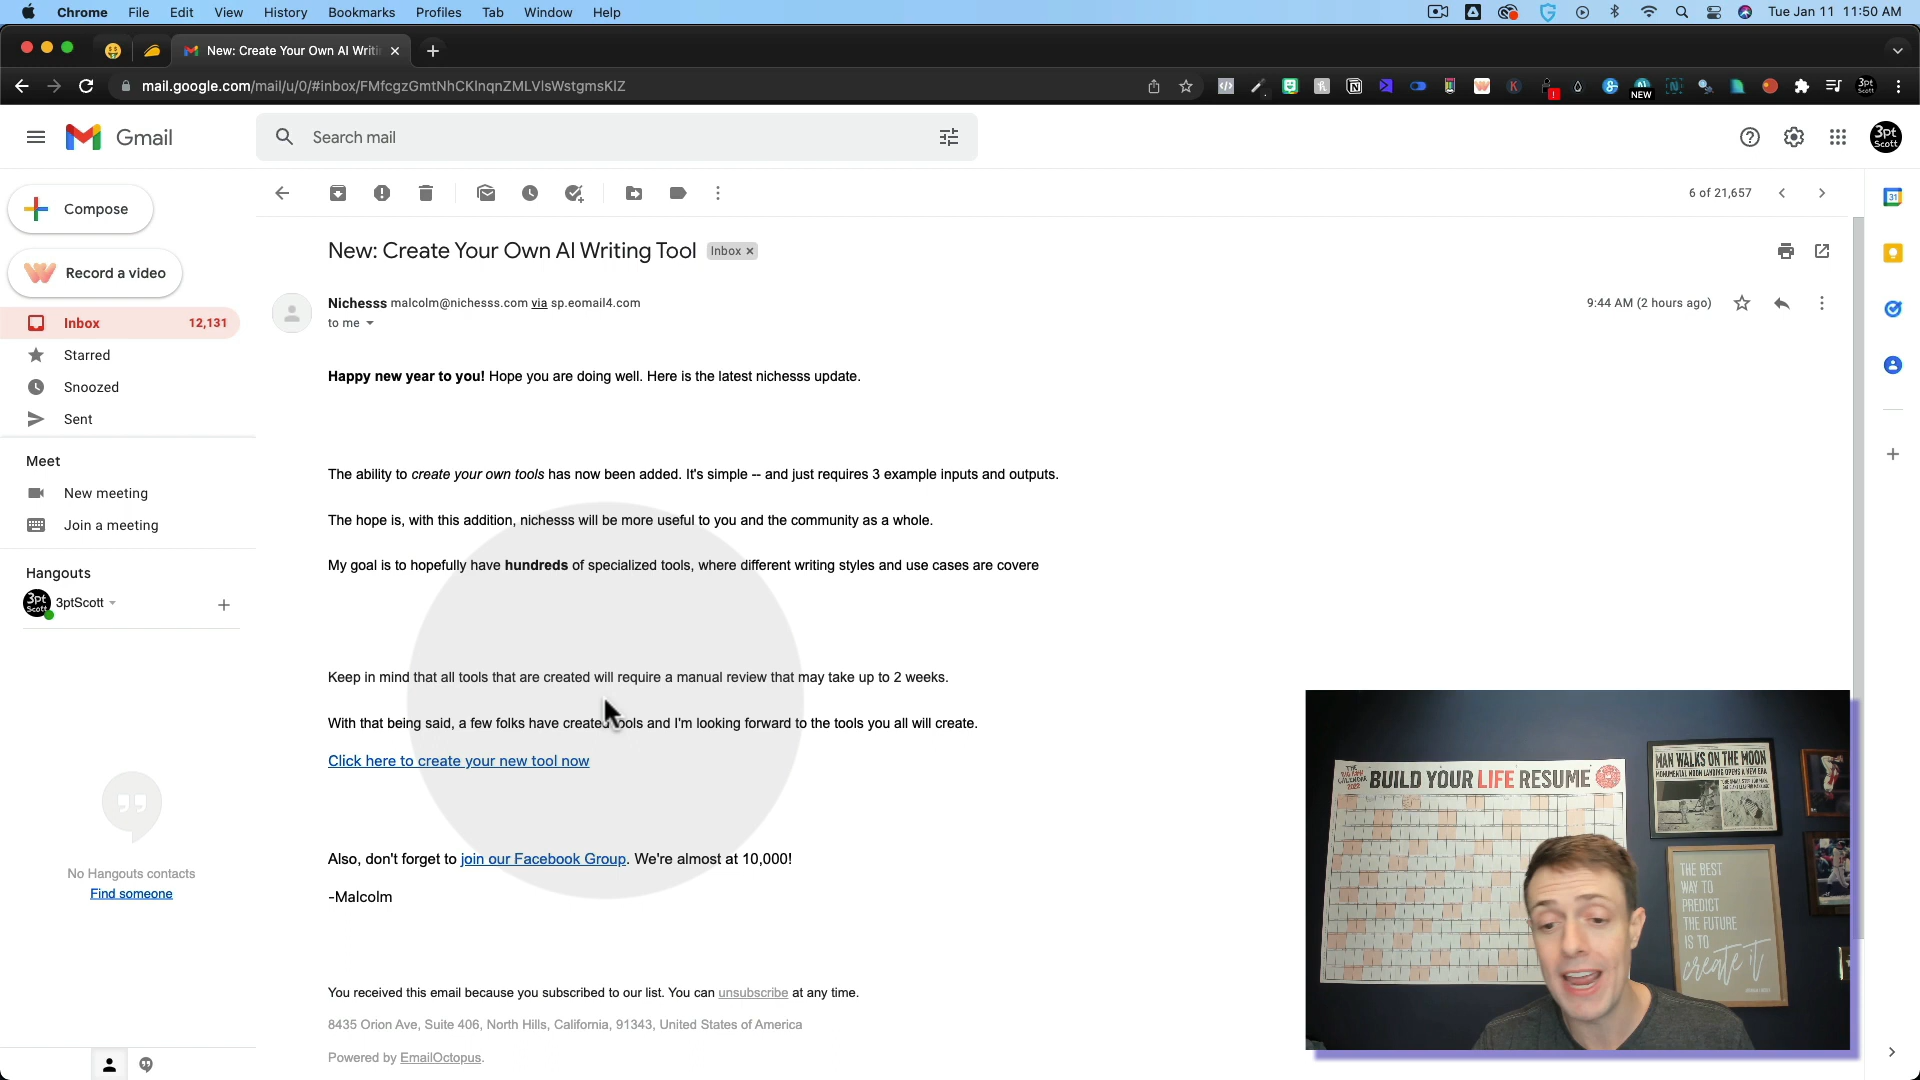 Chrome File Edit View History Bookmarks Profiles Tab Window Help Tue Jan 11 11:50 AM
New: Create Your Own AI Writi
mail.google.com/mail/u/0/#inbox/FMfcgzGmtNhCKlnqnZMLVlsWstgmsKlZ
NEW
Gmail
Search mail
3pt Scott
6 of 21,657
Compose
Record a video
Inbox 12,131
Starred
Snoozed
Sent
Meet
New meeting
Join a meeting
Hangouts
3ptScott
No Hangouts contacts
Find someone
New: Create Your Own AI Writing Tool Inbox x
Nichesss malcolm@nichesss.com via sp.eomail4.com 9:44 AM (2 hours ago)
to me
Happy new year to you! Hope you are doing well. Here is the latest nichesss update.
The ability to create your own tools has now been added. It's simple -- and just requires 3 example inputs and outputs.
The hope is, with this addition, nichesss will be more useful to you and the community as a whole.
My goal is to hopefully have hundreds of specialized tools, where different writing styles and use cases are covere
Keep in mind that all tools that are created will require a manual review that may take up to 2 weeks.
With that being said, a few folks have created tools and I'm looking forward to the tools you all will create.
Click here to create your new tool now
Also, don't forget to join our Facebook Group. We're almost at 10,000!
-Malcolm
You received this email because you subscribed to our list. You can unsubscribe at any time.
8435 Orion Ave, Suite 406, North Hills, California, 91343, United States of America
Powered by EmailOctopus.
31
THE BIG A## CALENDAR 2022 BUILD YOUR LIFE RESUME
MAN WALKS ON THE MOON
MONUMENTAL MOON LANDING OPENS A NEW ERA
THE BEST
WAY TO
PREDICT
THE FUTURE
IS TO
create it